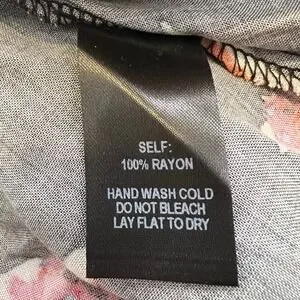 SELF:
100% RAYON
HAND WASH COLD
DO NOT BLEACH
LAY FLAT TO DRY